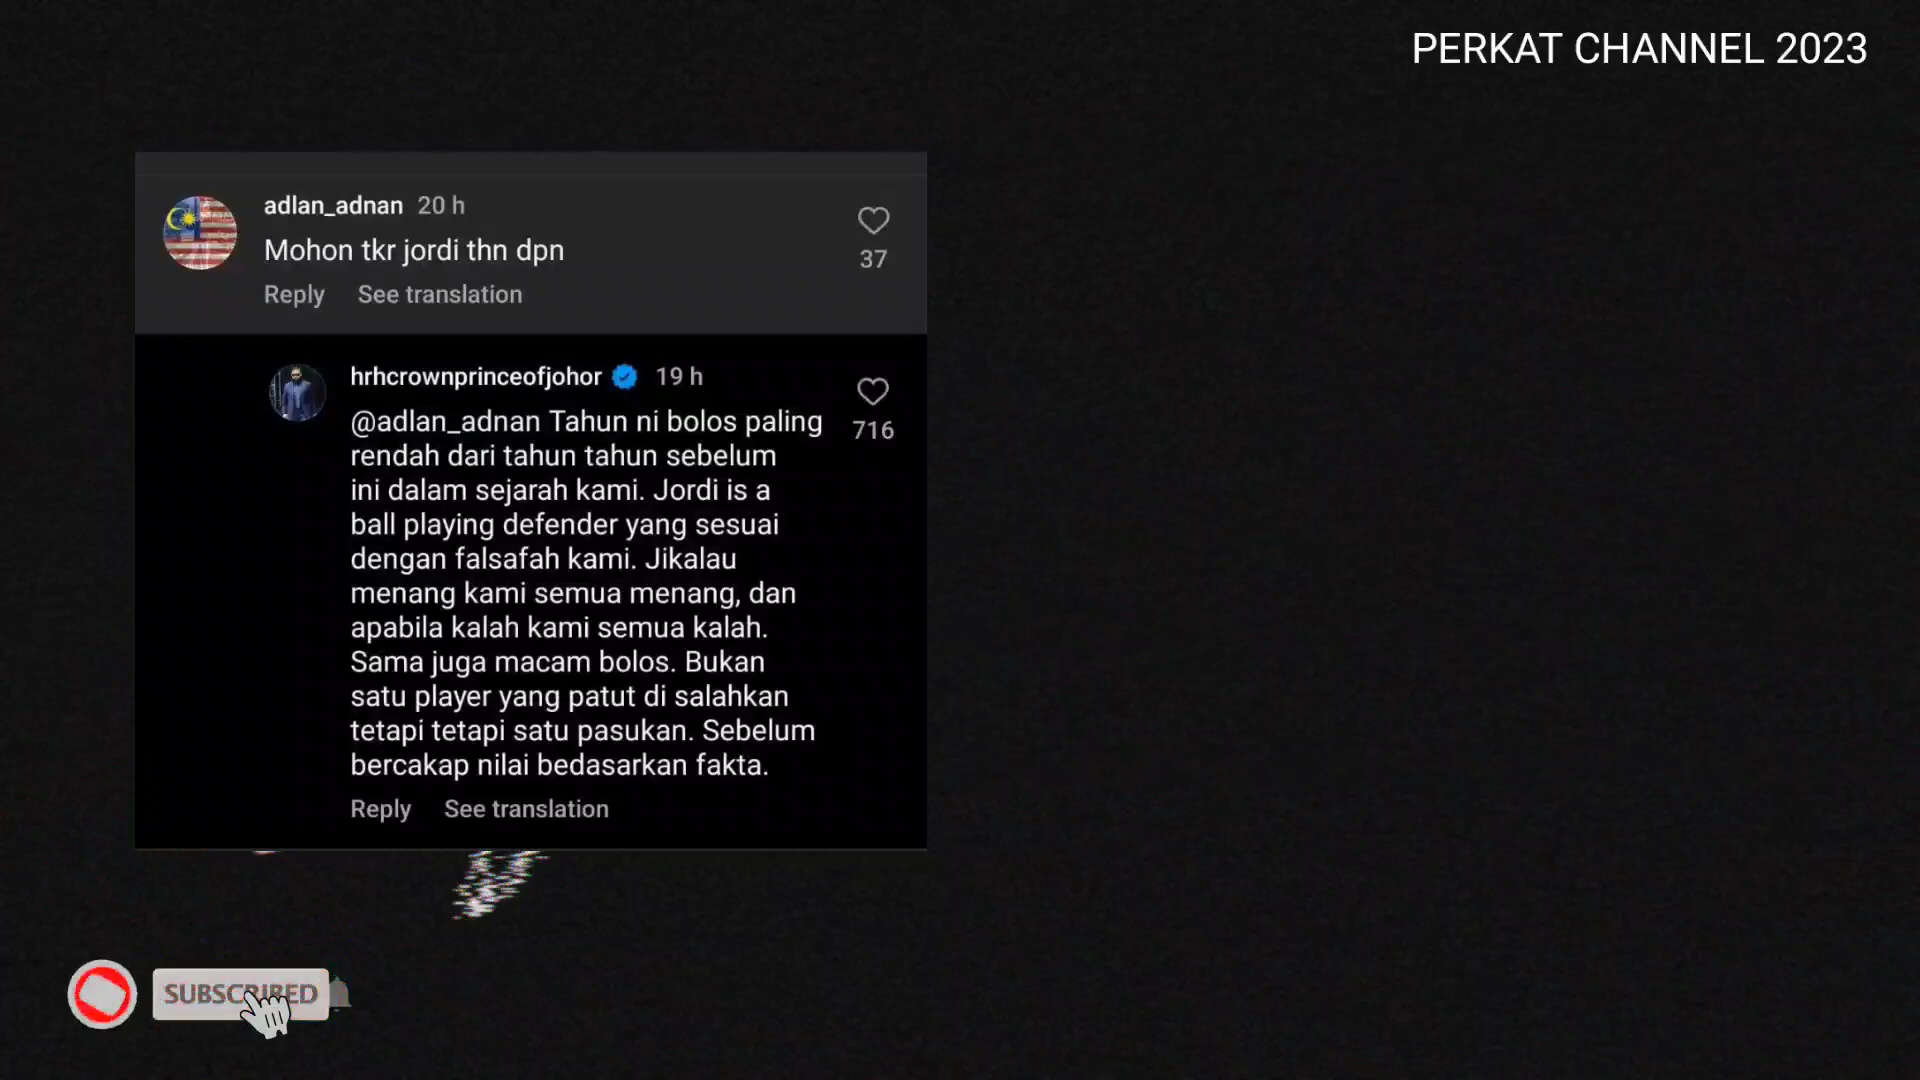 PERKAT CHANNEL 2023
adlan_adnan 20 h
Mohon tkr jordi thn dpn
37
Reply See translation
hrhcrownprinceofjohor 19 h
@adlan_adnan Tahun ni bolos paling
716
rendah dari tahun tahun sebelum
ini dalam sejarah kami. Jordi is a
ball playing defender yang sesuai
dengan falsafah kami. Jikalau
menang kami semua menang, dan
apabila kalah kami semua kalah.
Sama juga macam bolos. Bukan
satu player yang patut di salahkan
tetapi tetapi satu pasukan. Sebelum
bercakap nilai bedasarkan fakta.
Reply See translation
SUBSCRIBED